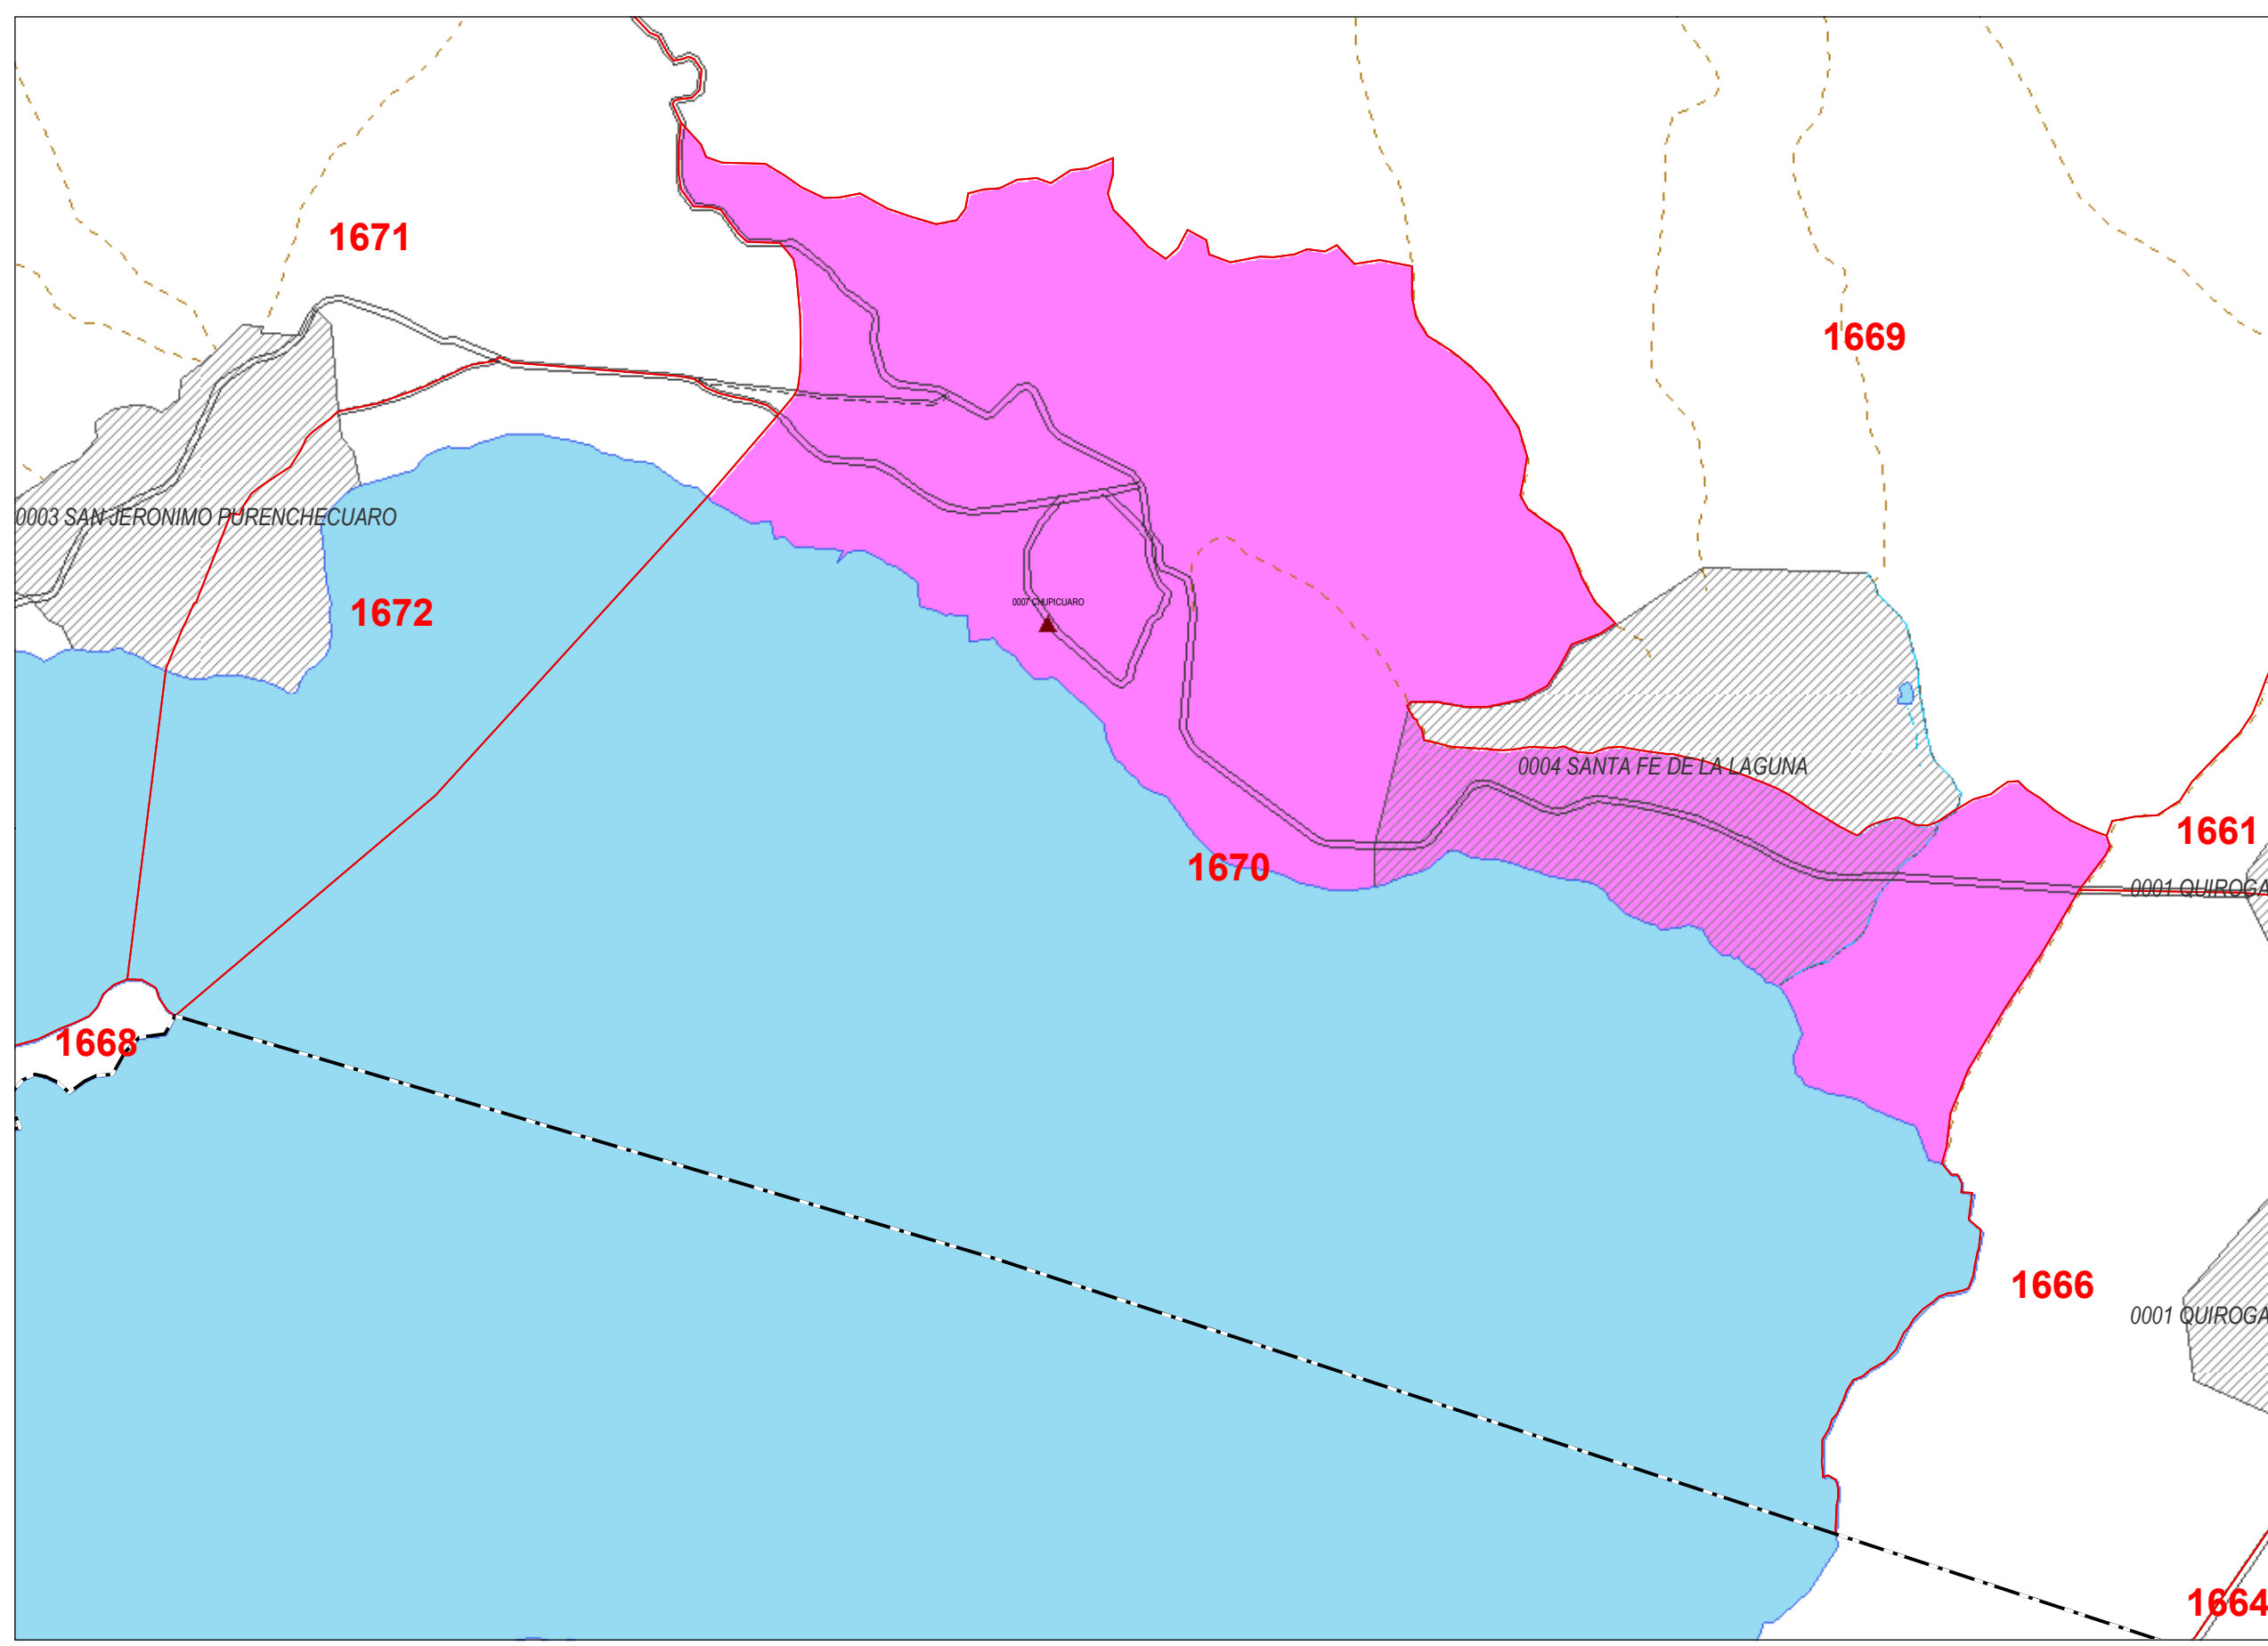 1671
1669
0003 SAN JERONIMO PURENCHECUARO
0007 CHUPICUARO
1672
0004 SANTA FE DE LA LAGUNA
1661
1670
0001 QUIROGA
1668
1666
0001 QUIROGA
1664